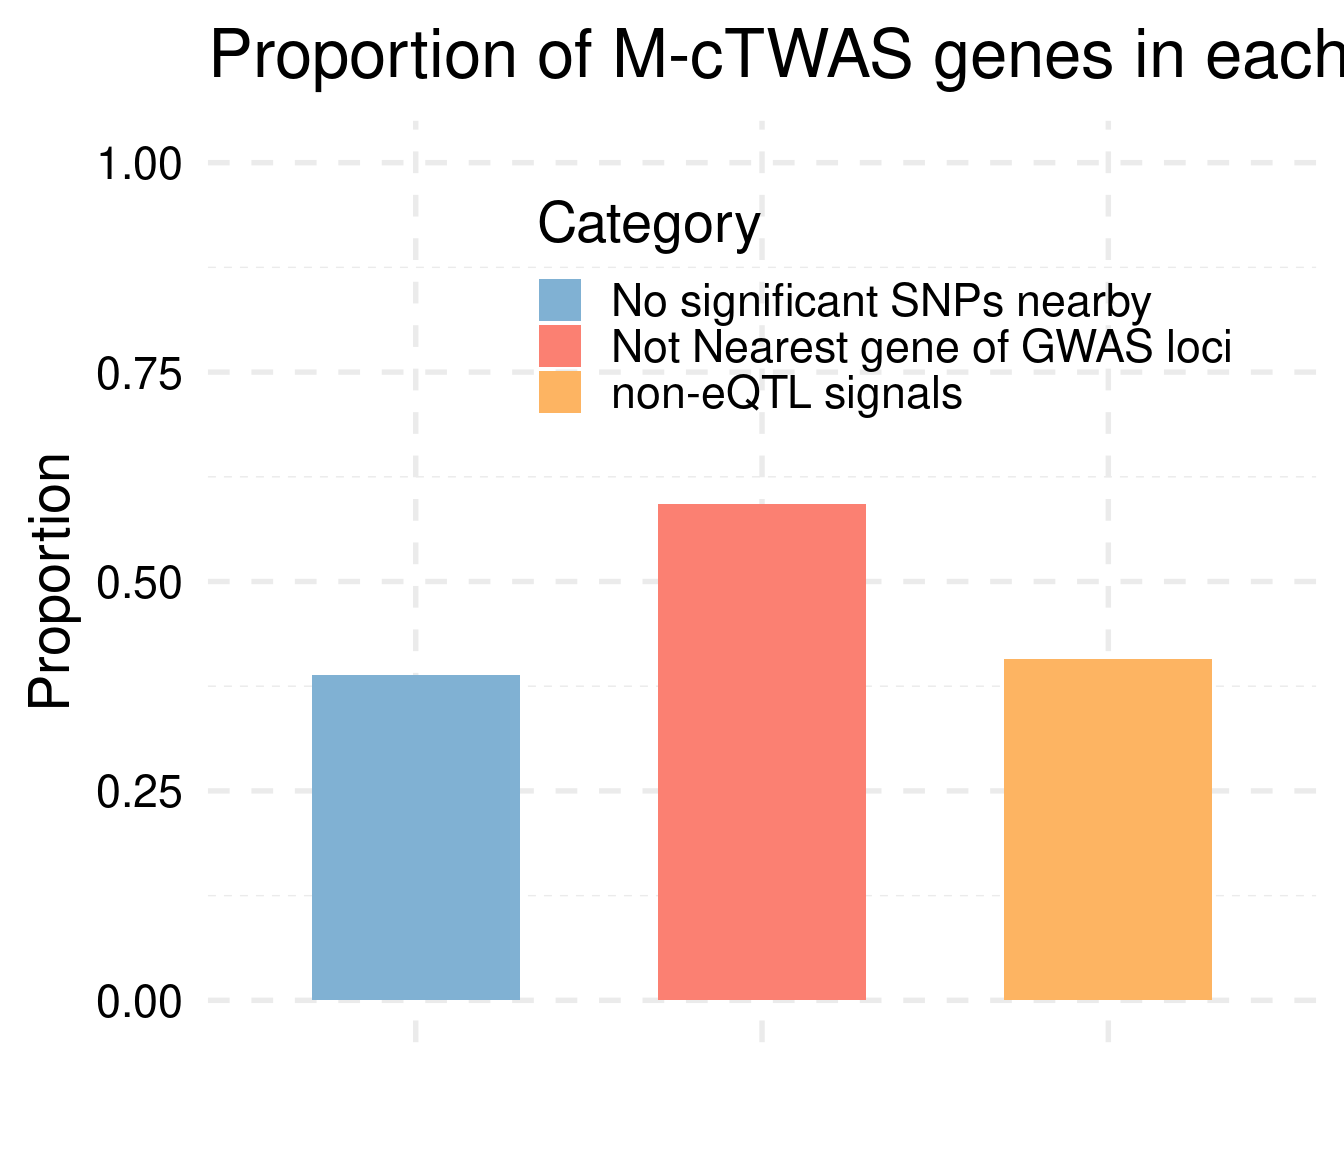 Proportion of M-cTWAS genes in each
1.00
Category
No significant SNPs nearby
Not Nearest gene of GWAS loci
0.75
non-eQTL signals
Proportion
0.50
0.25
0.00